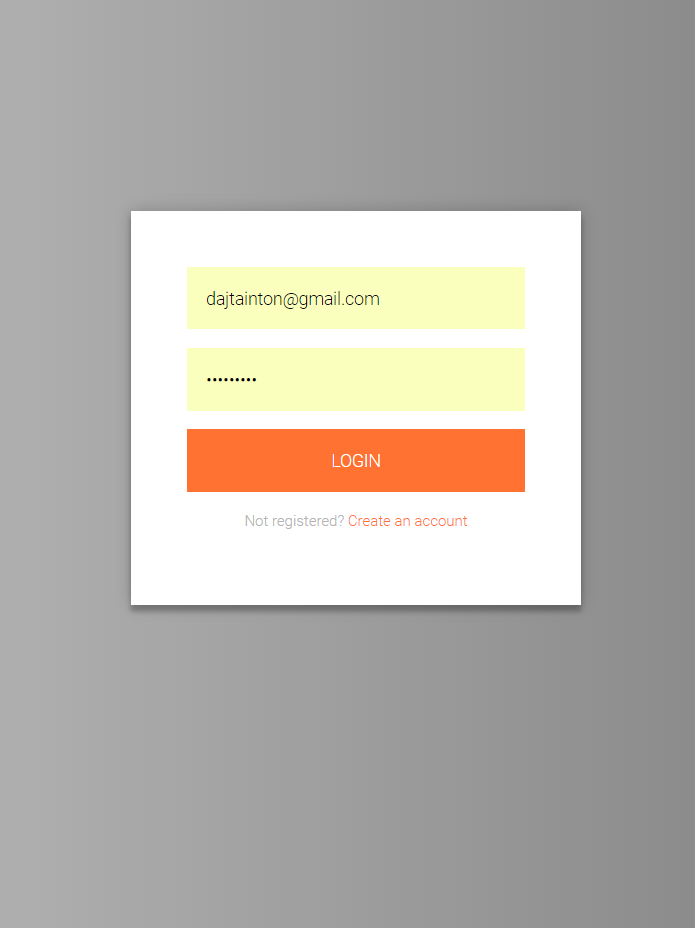 dajtainton@gmail.com
•••••••••
LOGIN
Not registered? Create an account